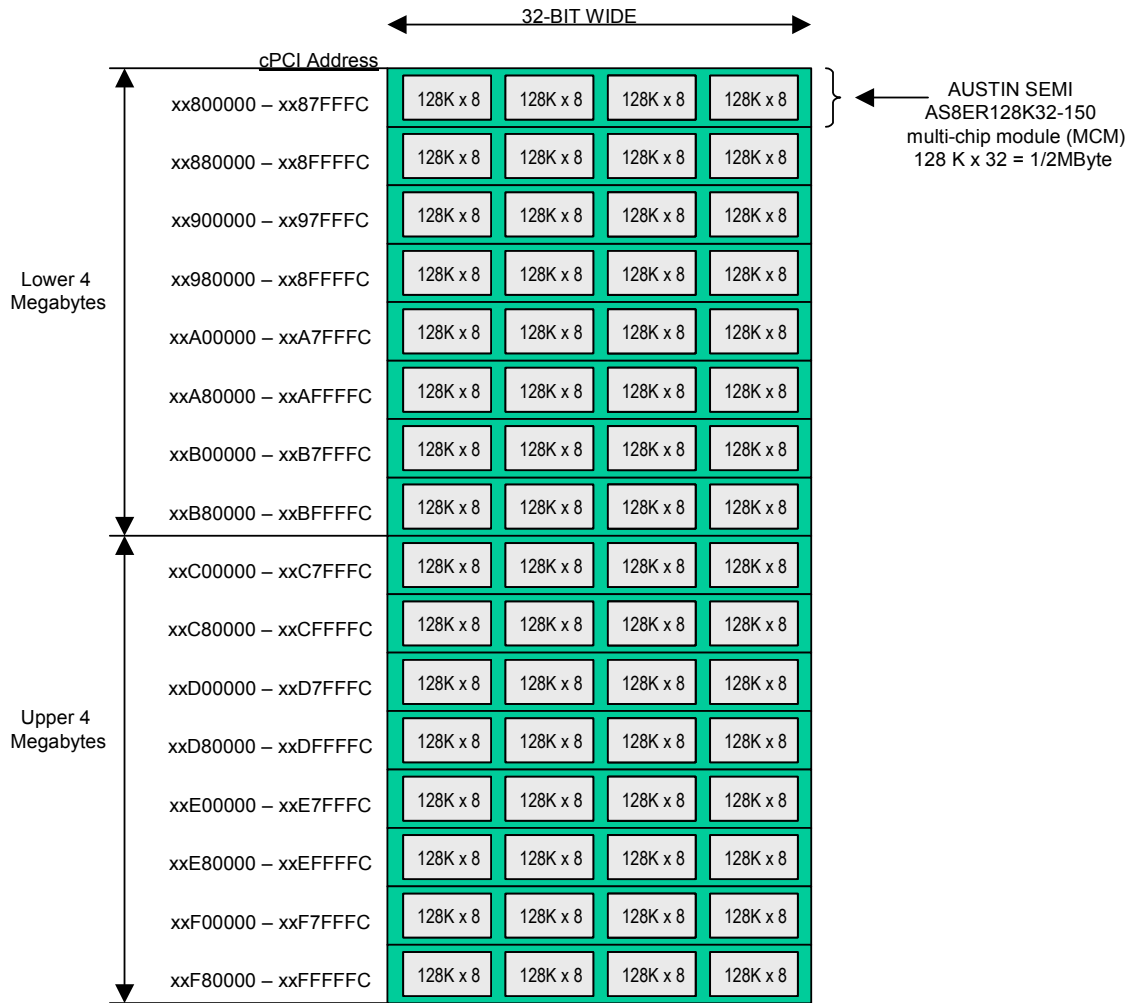 32-BIT WIDE
cPCI Address
xx800000 – xx87FFFC
128K x 8 128K x 8 128K x 8 128K x 8
AUSTIN SEMI
AS8ER128K32-150
multi-chip module (MCM)
128 K x 32 = 1/2MByte
xx880000 – xx8FFFFC
128K x 8 128K x 8 128K x 8 128K x 8
xx900000 – xx97FFFC
128K x 8 128K x 8 128K x 8 128K x 8
Lower 4
Megabytes
xx980000 – xx8FFFFC
128K x 8 128K x 8 128K x 8 128K x 8
xxA00000 – xxA7FFFC
128K x 8 128K x 8 128K x 8 128K x 8
xxA80000 – xxAFFFFC
128K x 8 128K x 8 128K x 8 128K x 8
xxB00000 – xxB7FFFC
128K x 8 128K x 8 128K x 8 128K x 8
xxB80000 – xxBFFFFC
128K x 8 128K x 8 128K x 8 128K x 8
xxC00000 – xxC7FFFC
128K x 8 128K x 8 128K x 8 128K x 8
xxC80000 – xxCFFFFC
128K x 8 128K x 8 128K x 8 128K x 8
xxD00000 – xxD7FFFC
128K x 8 128K x 8 128K x 8 128K x 8
Upper 4
Megabytes
xxD80000 – xxDFFFFC
128K x 8 128K x 8 128K x 8 128K x 8
xxE00000 – xxE7FFFC
128K x 8 128K x 8 128K x 8 128K x 8
xxE80000 – xxEFFFFC
128K x 8 128K x 8 128K x 8 128K x 8
xxF00000 – xxF7FFFC
128K x 8 128K x 8 128K x 8 128K x 8
xxF80000 – xxFFFFFC
128K x 8 128K x 8 128K x 8 128K x 8